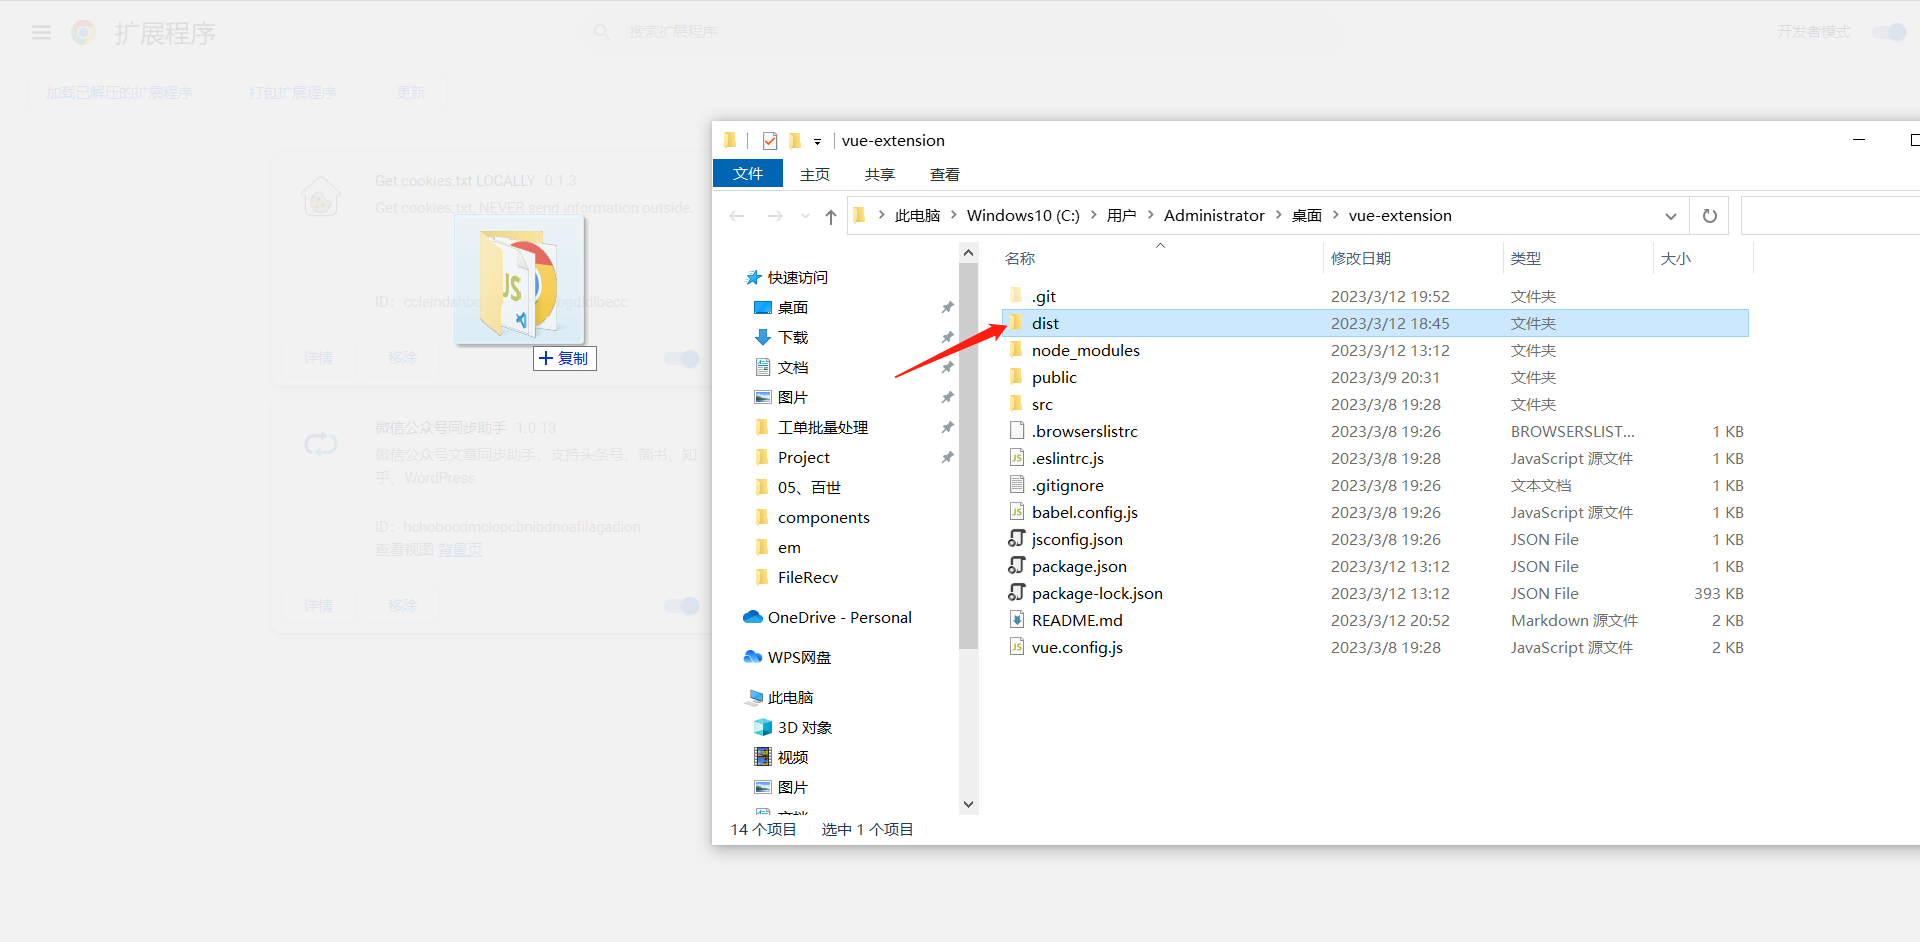 扩展程序
搜索扩展程序
开发者模式
加载已解压的扩展程序
打包扩展程序
更新
Get cookies.txt LOCALLY 0.1.3
Get cookies.txt, NEVER send information outside.
详情
移除
JS
复制
微信公众号同步助手 1.0.13
微信公众号文章同步助手、支持头条号、简书、知
乎、WordPress
ID: hchobocdmclopcbnibdnoafilagadion
查看视图 背景页
详情
移除
vue-extension
文件 主页 共享 查看
此电脑 Windows10 (C:) 用户 Administrator 桌面 vue-extension
快速访问
桌面
下载
文档
图片
工单批量处理
Project
05、百世
components
em
FileRecv
OneDrive - Personal
WPS网盘
此电脑
3D 对象
视频
图片
名称 修改日期 类型 大小
.git 2023/3/12 19:52 文件夹
dist 2023/3/12 18:45 文件夹
node_modules 2023/3/12 13:12 文件夹
public 2023/3/9 20:31 文件夹
src 2023/3/8 19:28 文件夹
.browserslistrc 2023/3/8 19:26 BROWSERSLIST... 1 KB
.eslintrc.js 2023/3/8 19:28 JavaScript 源文件 1 KB
.gitignore 2023/3/8 19:26 文本文档 1 KB
babel.config.js 2023/3/8 19:26 JavaScript 源文件 1 KB
jsconfig.json 2023/3/8 19:26 JSON File 1 KB
package.json 2023/3/12 13:12 JSON File 1 KB
package-lock.json 2023/3/12 13:12 JSON File 393 KB
README.md 2023/3/12 20:52 Markdown 源文件 2 KB
vue.config.js 2023/3/8 19:28 JavaScript 源文件 2 KB
14 个项目 选中 1 个项目